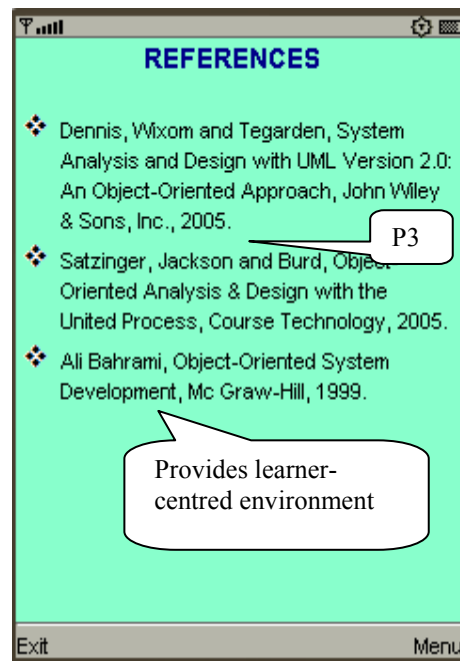 REFERENCES
Dennis, Wixom and Tegarden, System
Analysis and Design with UML Version 2.0:
An Object-Oriented Approach, John Wiley
& Sons, Inc., 2005.
P3
Satzinger, Jackson and Burd, Object-
Oriented Analysis & Design with the
United Process, Course Technology, 2005.
Ali Bahrami, Object-Oriented System
Development, Mc Graw-Hill, 1999.
Provides learner-
centred environment
Exit Menu